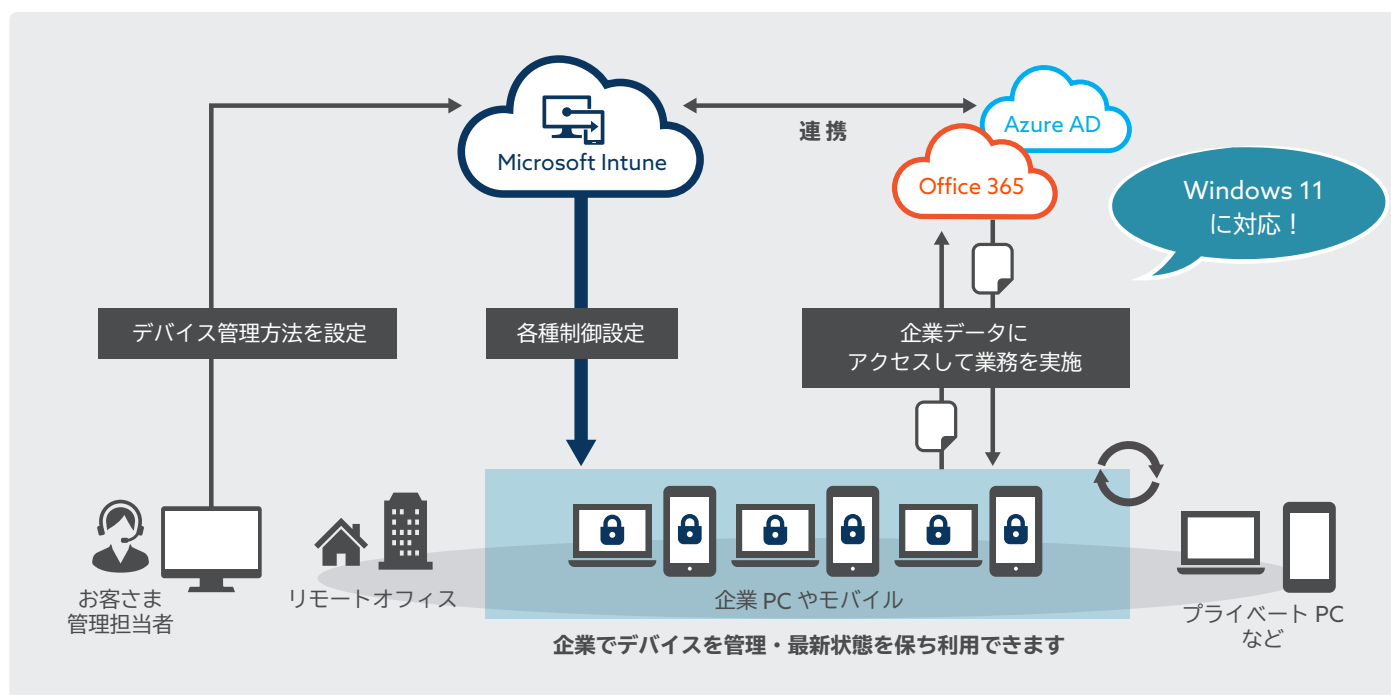 Microsoft Intune
連携
Azure AD
Office 365
Windows 11
に対応！
デバイス管理方法を設定
各種制御設定
企業データに
アクセスして業務を実施
お客さま
管理担当者
リモートオフィス
企業 PC やモバイル
プライベート PC
など
企業でデバイスを管理・最新状態を保ち利用できます